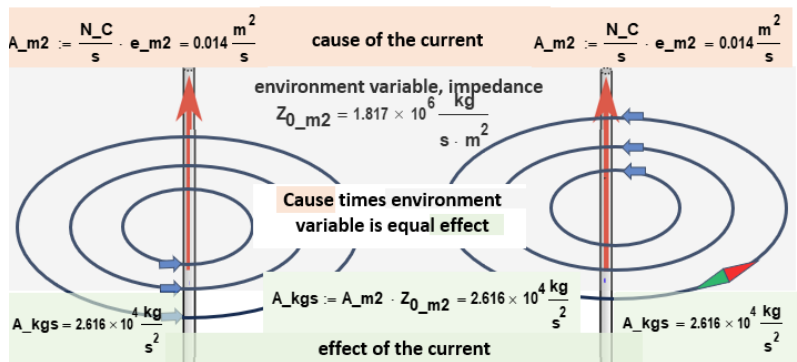 A_m2 := N_C/s · e_m2 = 0.014 m²/s
cause of the current
A_m2 := N_C/s · e_m2 = 0.014 m²/s
environment variable, impedance
Z₀_m2 = 1.817 × 10⁶ kg/(s · m²)
Cause times environment
variable is equal effect
A_kgs = 2.616 × 10⁴ kg/s²
A_kgs := A_m2 · Z₀_m2 = 2.616 × 10⁴ kg/s²
A_kgs = 2.616 × 10⁴ kg/s²
effect of the current